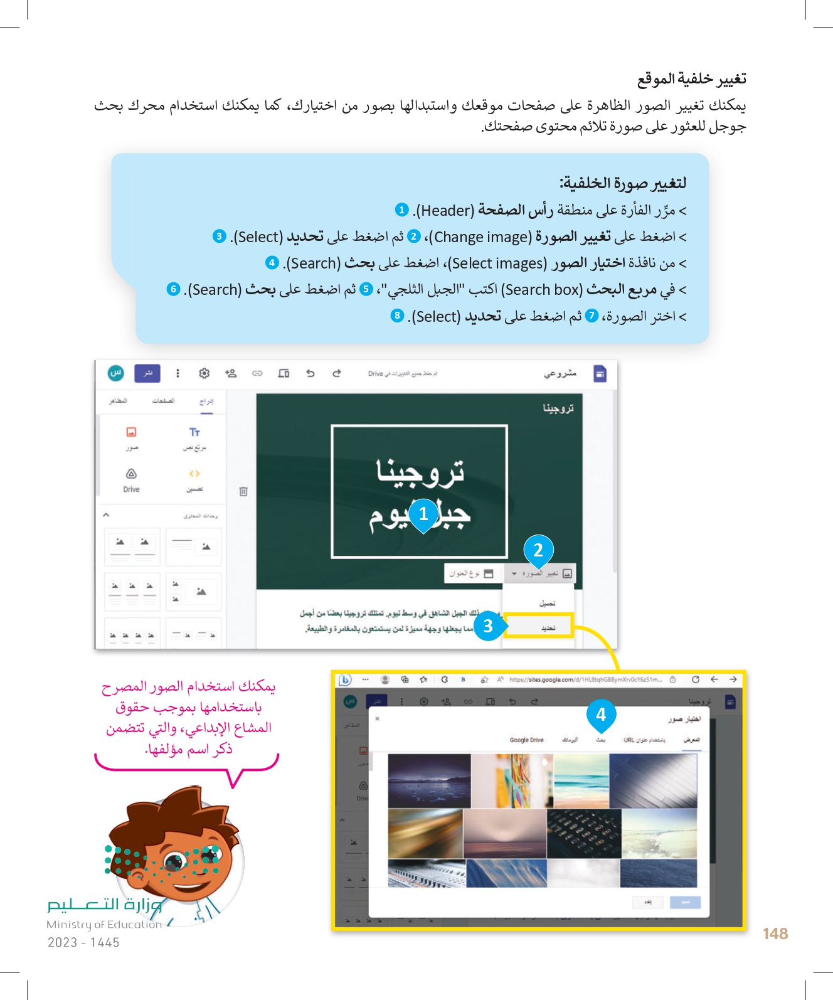 تغيير خلفية الموقع
يمكنك تغيير الصور الظاهرة على صفحات موقعك واستبدالها بصور من اختيارك، كما يمكنك استخدام محرك بحث
جوجل للعثور على صورة تلائم محتوى صفحتك.
لتغيير صورة الخلفية:
> مرِّر الفأرة على منطقة رأس الصفحة (Header). 1
> اضغط على تغيير الصورة (Change image)، 2 ثم اضغط على تحديد (Select). 3
> من نافذة اختيار الصور (Select images)، اضغط على بحث (Search). 4
> في مربع البحث (Search box) اكتب "الجبل الثلجي"، 5 ثم اضغط على بحث (Search). 6
> اختر الصورة، 7 ثم اضغط على تحديد (Select). 8
مشروعي
تم حفظ جميع التغييرات في Drive
نشر
س
إدراج الصفحات المظاهر
تروجينا
مربّع نص صور
تضمين Drive
وحدات المحتوى
تروجينا
جبل نيوم
1
2
تغيير الصورة نوع العنوان
تحميل
تحديد
3
ذلك الجبل الشاهق في وسط نيوم. تمتلك تروجينا بعضًا من أجمل
مما يجعلها وجهة مميزة لمن يستمتعون بالمغامرة والطبيعة.
https://sites.google.com/d/1HL8tqhGBBymXrv0cY6z51m...
تروجينا
نشر
س
المظاهر
صور
Drive
4
اختيار صور
المعرض باستخدام عنوان URL بحث ألبوماتك Google Drive
تحديد إلغاء
يمكنك استخدام الصور المصرح
باستخدامها بموجب حقوق
المشاع الإبداعي، والتي تتضمن
ذكر اسم مؤلفها.
وزارة التعليم
Ministry of Education
2023 - 1445
148